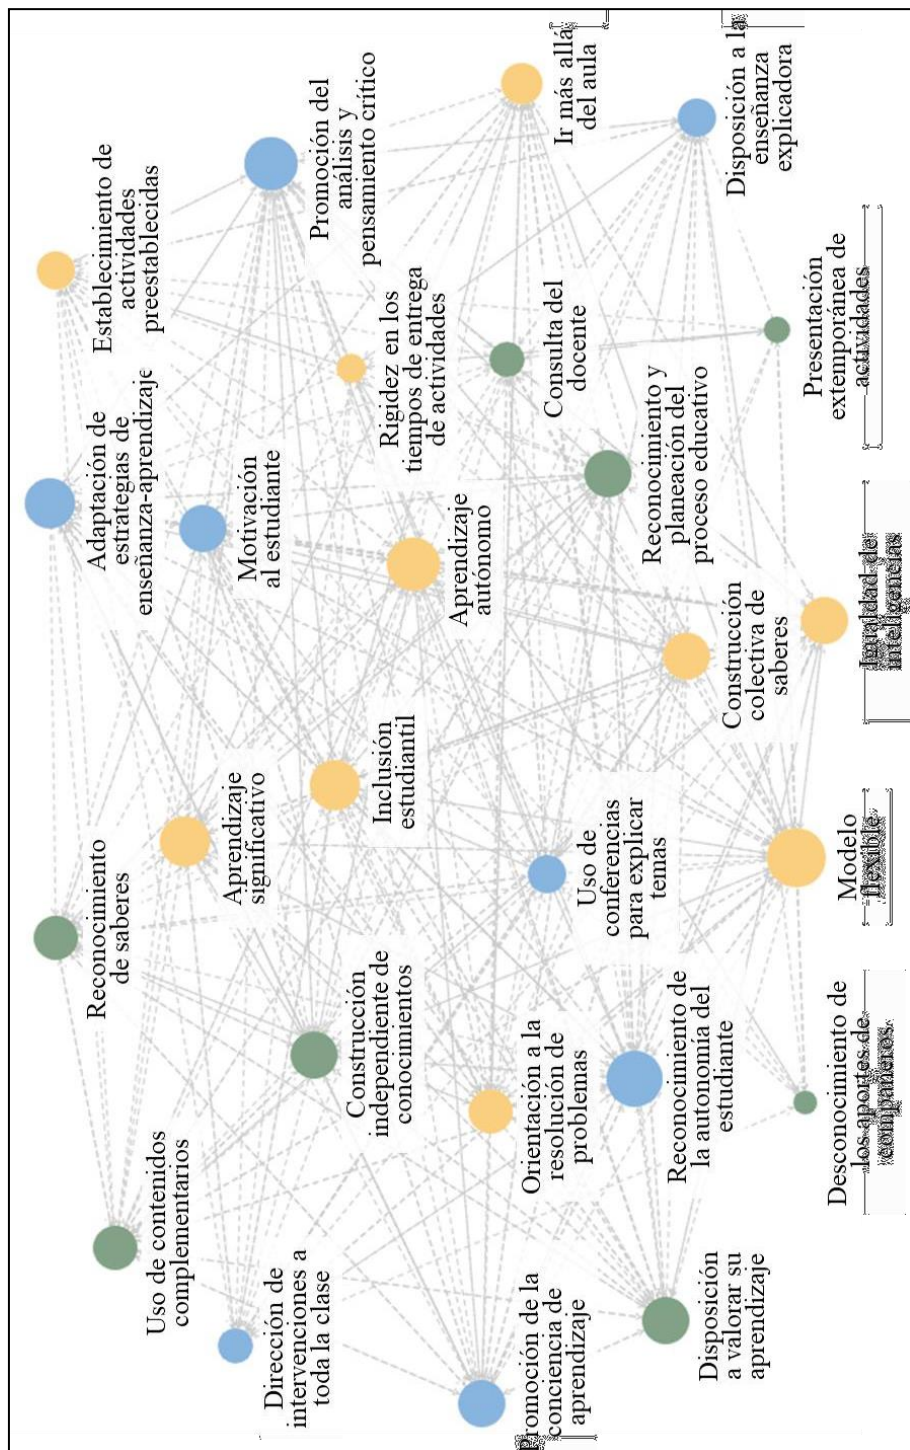 Uso de contenidos
complementarios
Reconocimiento
de saberes
Adaptación de
estrategias de
enseñanza-aprendizaje
Establecimiento de
actividades
preestablecidas
Dirección de
intervenciones a
toda la clase
Aprendizaje
significativo
Motivación
al estudiante
Promoción del
análisis y
pensamiento crítico
Construcción
independiente de
conocimientos
Inclusión
estudiantil
Rigidez en los
tiempos de entrega
de actividades
Aprendizaje
autónomo
Promoción de la
conciencia de
aprendizaje
Orientación a la
resolución de
problemas
Consulta del
docente
Ir más allá
del aula
Uso de
conferencias
para explicar
temas
Reconocimiento de
la autonomía del
estudiante
Reconocimiento y
planeación del
proceso educativo
Disposición
a valorar su
aprendizaje
Construcción
colectiva de
saberes
Disposición a la
enseñanza
explicadora
Desconocimiento de
los aportes de
compañeros
Modelo
flexible
Igualdad de
inteligencias
Presentación
extemporánea de
actividades